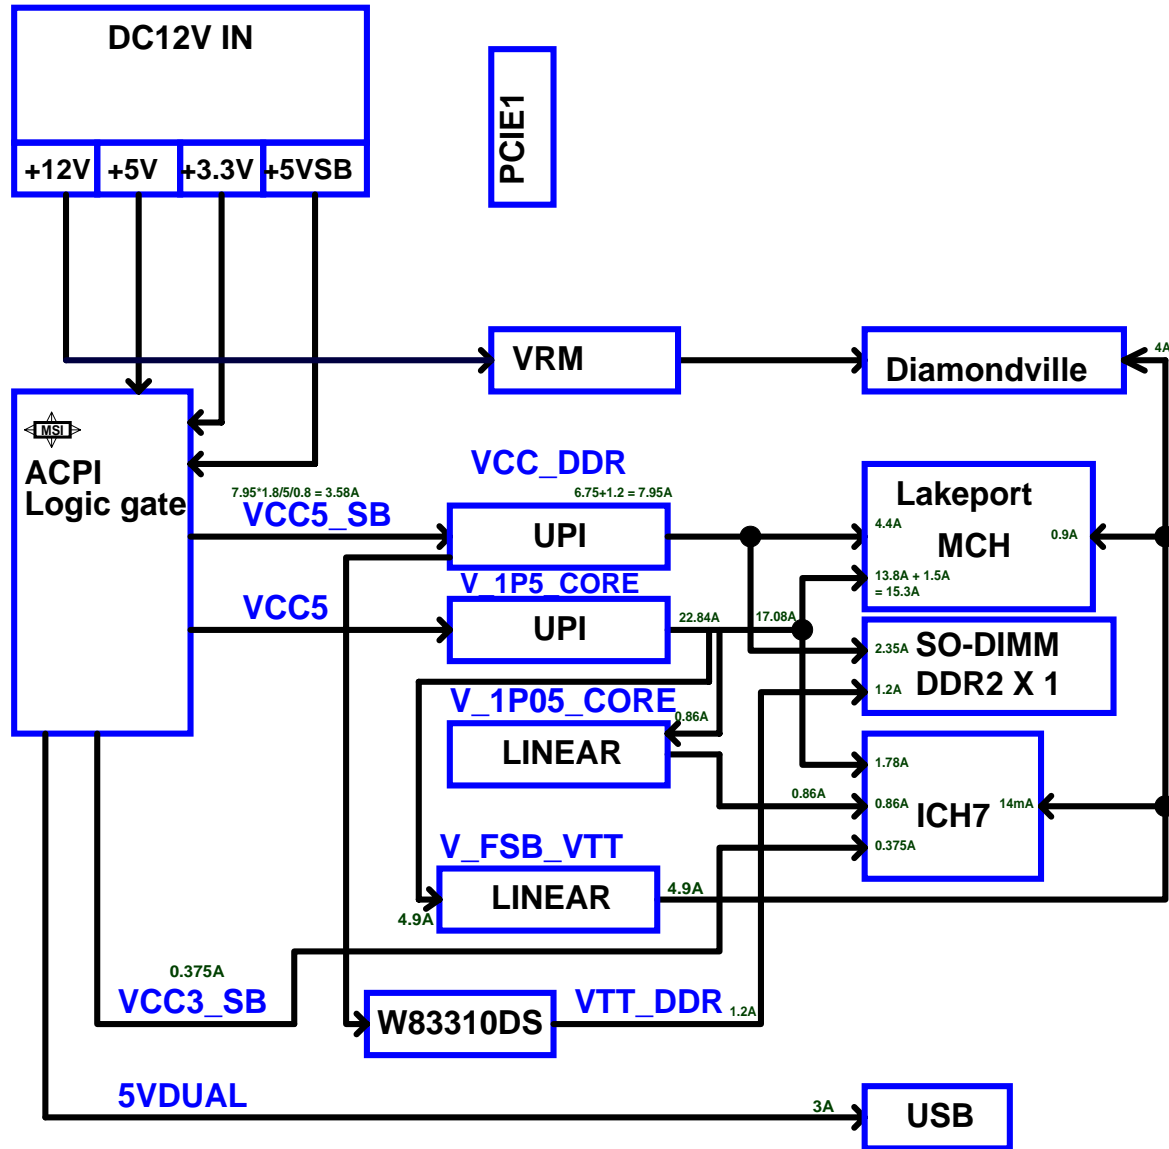 DC12V IN
+12V
+5V
+3.3V
+5VSB
PCIE1
VRM
Diamondville
4A
MSI
ACPI
Logic gate
VCC_DDR
7.95*1.8/5/0.8 = 3.58A
6.75+1.2 = 7.95A
VCC5_SB
UPI
Lakeport
MCH
4.4A
0.9A
13.8A + 1.5A
= 15.3A
V_1P5_CORE
VCC5
UPI
22.84A
17.08A
SO-DIMM
DDR2 X 1
2.35A
1.2A
V_1P05_CORE
0.86A
LINEAR
0.86A
1.78A
0.86A
ICH7
14mA
0.375A
V_FSB_VTT
LINEAR
4.9A
4.9A
0.375A
VCC3_SB
W83310DS
VTT_DDR
1.2A
5VDUAL
3A
USB